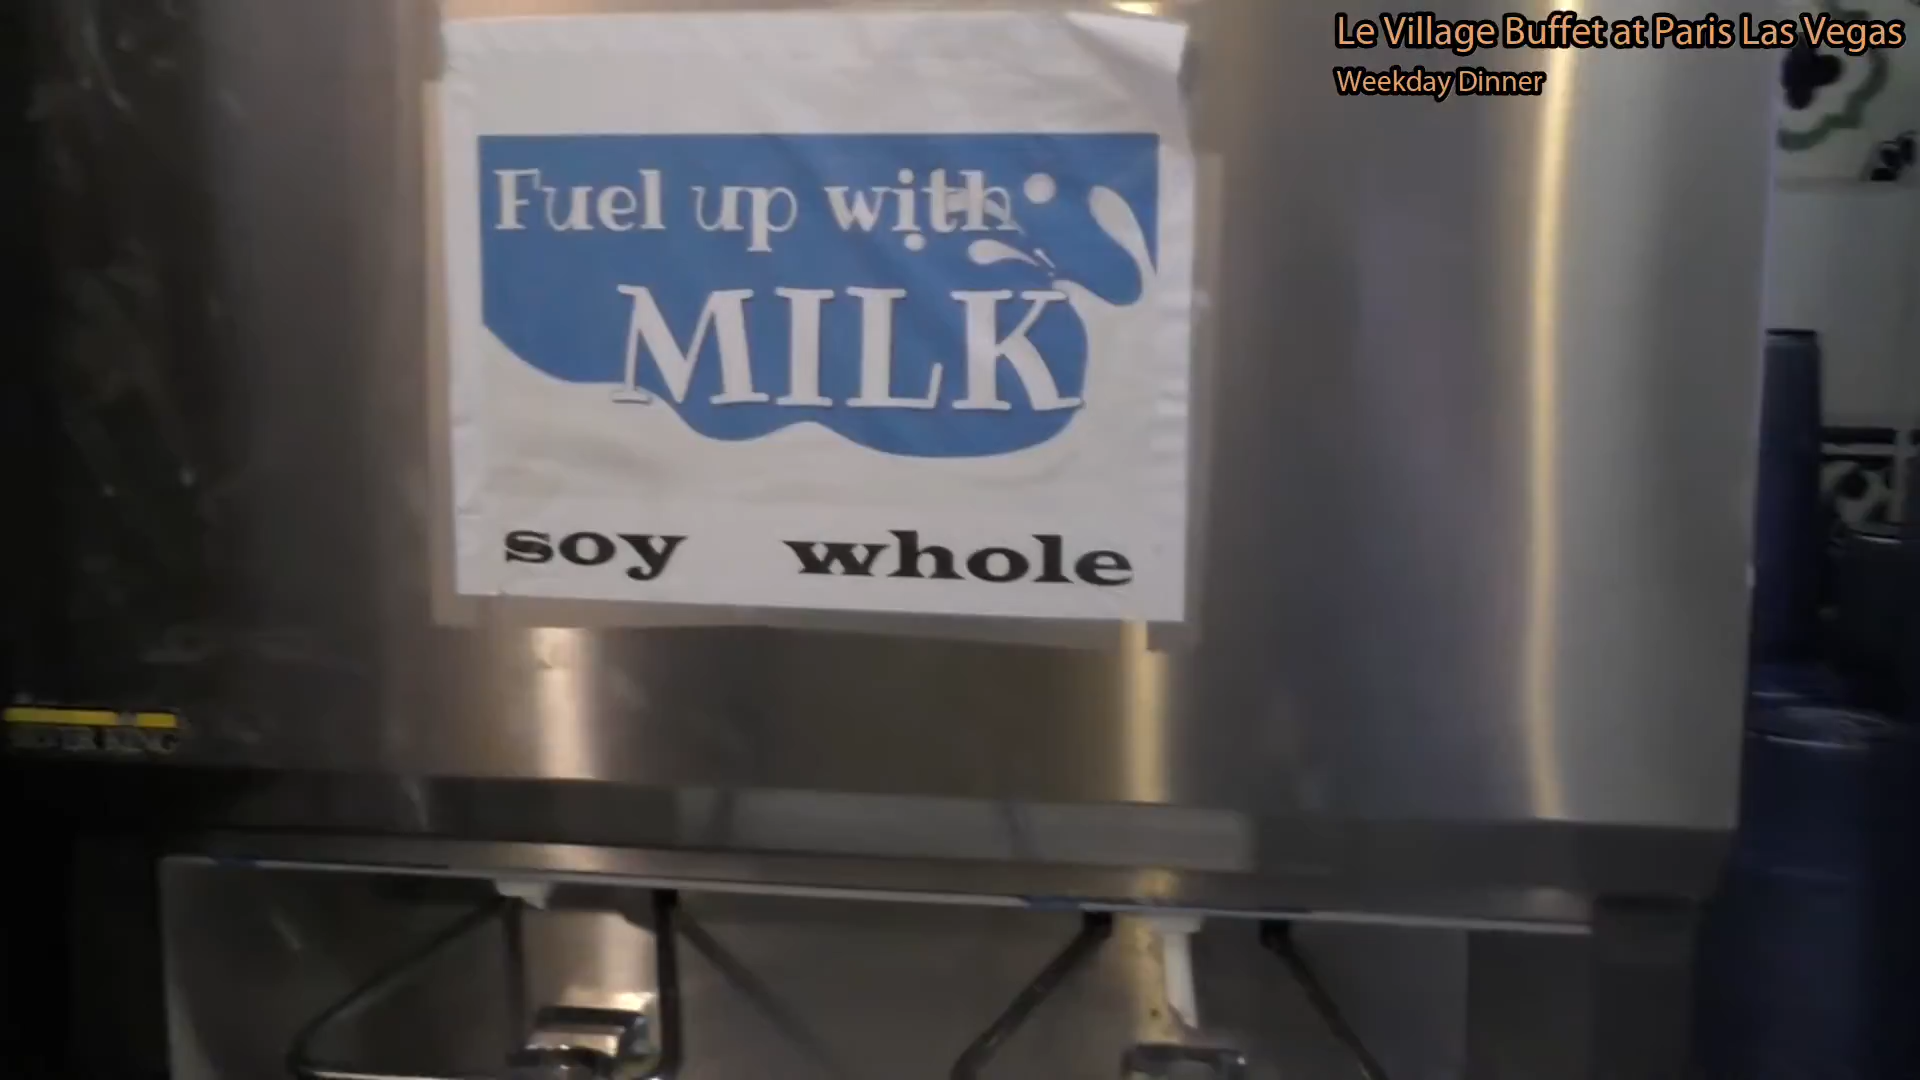 Le Village Buffet at Paris Las Vegas
Weekday Dinner
Fuel up with
MILK
soy whole